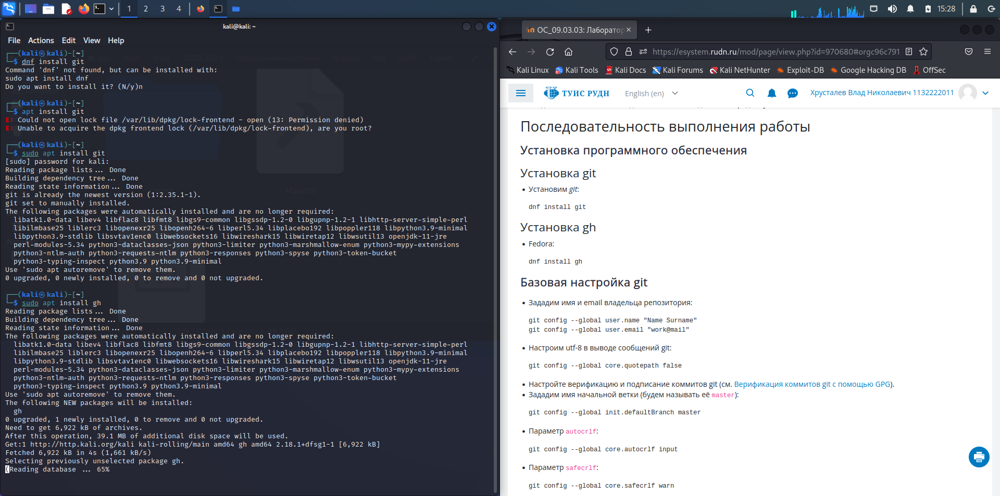 1 2 3 4
15:28
kali@kali: ~
File Actions Edit View Help
┌──(kali㉿kali)-[~]
└─$ dnf install git
Command 'dnf' not found, but can be installed with:
sudo apt install dnf
Do you want to install it? (N/y)n
┌──(kali㉿kali)-[~]
└─$ apt install git
E: Could not open lock file /var/lib/dpkg/lock-frontend - open (13: Permission denied)
E: Unable to acquire the dpkg frontend lock (/var/lib/dpkg/lock-frontend), are you root?
┌──(kali㉿kali)-[~]
└─$ sudo apt install git
[sudo] password for kali:
Reading package lists... Done
Building dependency tree... Done
Reading state information... Done
git is already the newest version (1:2.35.1-1).
git set to manually installed.
The following packages were automatically installed and are no longer required:
libatk1.0-data libev4 libflac8 libfmt8 libgs9-common libgssdp-1.2-0 libgupnp-1.2-1 libhttp-server-simple-perl
libilmbase25 liblerc3 libopenexr25 libopenh264-6 libperl5.34 libplacebo192 libpoppler118 libpython3.9-minimal
libpython3.9-stdlib libsvtav1enc0 libwebsockets16 libwireshark15 libwiretap12 libwsutil13 openjdk-11-jre
perl-modules-5.34 python3-dataclasses-json python3-limiter python3-marshmallow-enum python3-mypy-extensions
python3-ntlm-auth python3-requests-ntlm python3-responses python3-spyse python3-token-bucket
python3-typing-inspect python3.9 python3.9-minimal
Use 'sudo apt autoremove' to remove them.
0 upgraded, 0 newly installed, 0 to remove and 0 not upgraded.
┌──(kali㉿kali)-[~]
└─$ sudo apt install gh
Reading package lists... Done
Building dependency tree... Done
Reading state information... Done
The following packages were automatically installed and are no longer required:
libatk1.0-data libev4 libflac8 libfmt8 libgs9-common libgssdp-1.2-0 libgupnp-1.2-1 libhttp-server-simple-perl
libilmbase25 liblerc3 libopenexr25 libopenh264-6 libperl5.34 libplacebo192 libpoppler118 libpython3.9-minimal
libpython3.9-stdlib libsvtav1enc0 libwebsockets16 libwireshark15 libwiretap12 libwsutil13 openjdk-11-jre
perl-modules-5.34 python3-dataclasses-json python3-limiter python3-marshmallow-enum python3-mypy-extensions
python3-ntlm-auth python3-requests-ntlm python3-responses python3-spyse python3-token-bucket
python3-typing-inspect python3.9 python3.9-minimal
Use 'sudo apt autoremove' to remove them.
The following NEW packages will be installed:
gh
0 upgraded, 1 newly installed, 0 to remove and 0 not upgraded.
Need to get 6,922 kB of archives.
After this operation, 39.1 MB of additional disk space will be used.
Get:1 http://http.kali.org/kali kali-rolling/main amd64 gh amd64 2.18.1+dfsg1-1 [6,922 kB]
Fetched 6,922 kB in 4s (1,661 kB/s)
Selecting previously unselected package gh.
(Reading database ... 65%
Makefile
ОС_09.03.03: Лаборатор
https://esystem.rudn.ru/mod/page/view.php?id=970680#orgc96c791
Kali Linux Kali Tools Kali Docs Kali Forums Kali NetHunter Exploit-DB Google Hacking DB OffSec
ТУИС РУДН English (en) Хрусталев Влад Николаевич 1132222011
Последовательность выполнения работы
Установка программного обеспечения
Установка git
• Установим git:
dnf install git
Установка gh
• Fedora:
dnf install gh
Базовая настройка git
• Зададим имя и email владельца репозитория:
git config --global user.name "Name Surname"
git config --global user.email "work@mail"
• Настроим utf-8 в выводе сообщений git:
git config --global core.quotepath false
• Настройте верификацию и подписание коммитов git (см. Верификация коммитов git с помощью GPG).
• Зададим имя начальной ветки (будем называть её master):
git config --global init.defaultBranch master
• Параметр autocrlf:
git config --global core.autocrlf input
• Параметр safecrlf:
git config --global core.safecrlf warn